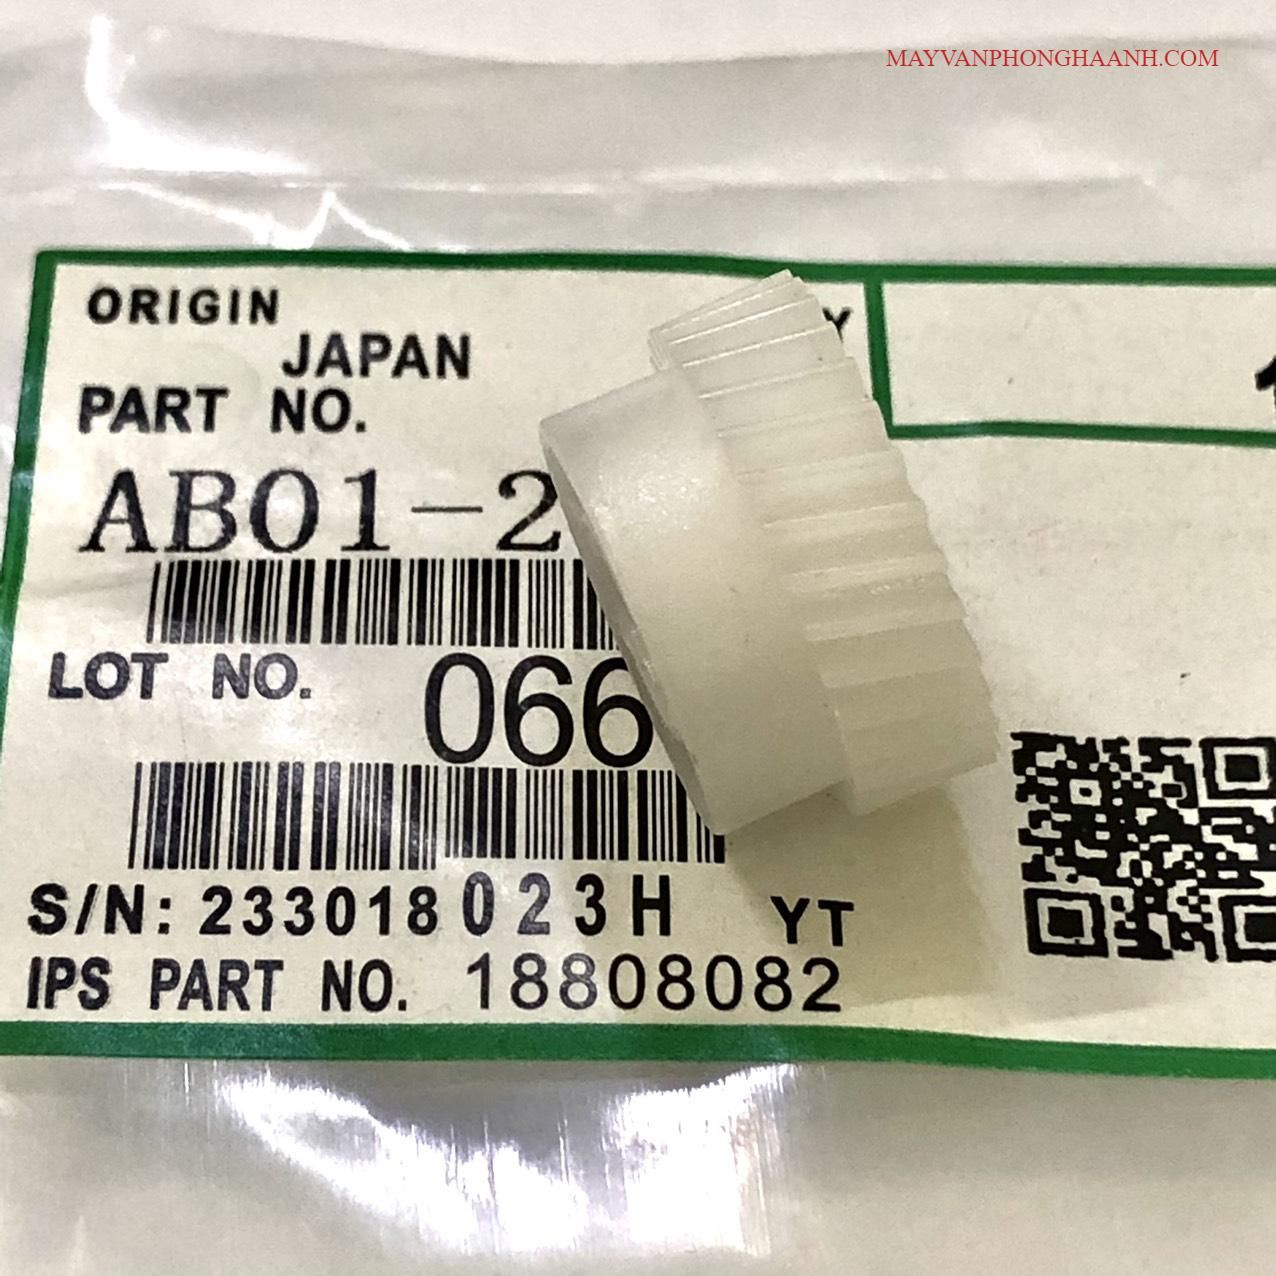 MAYVANPHONGHAANH.COM
ORIGIN
Y
JAPAN
PART NO.
AB01-2
LOT NO. 066
S/N: 233018023H YT
IPS PART NO. 18808082